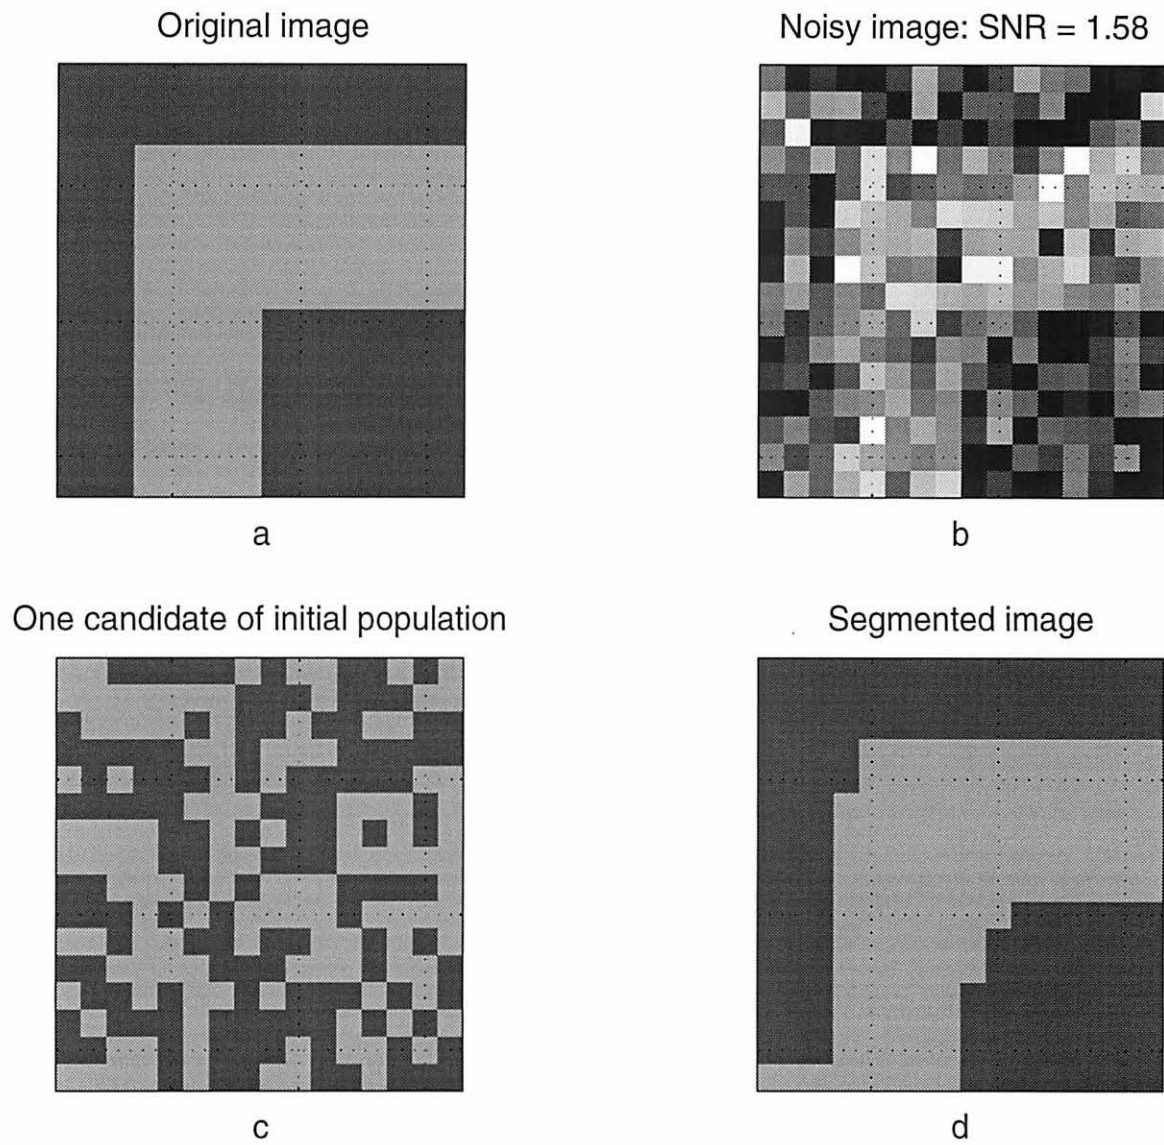 Original image
Noisy image: SNR = 1.58
a
b
One candidate of initial population
Segmented image
c
d